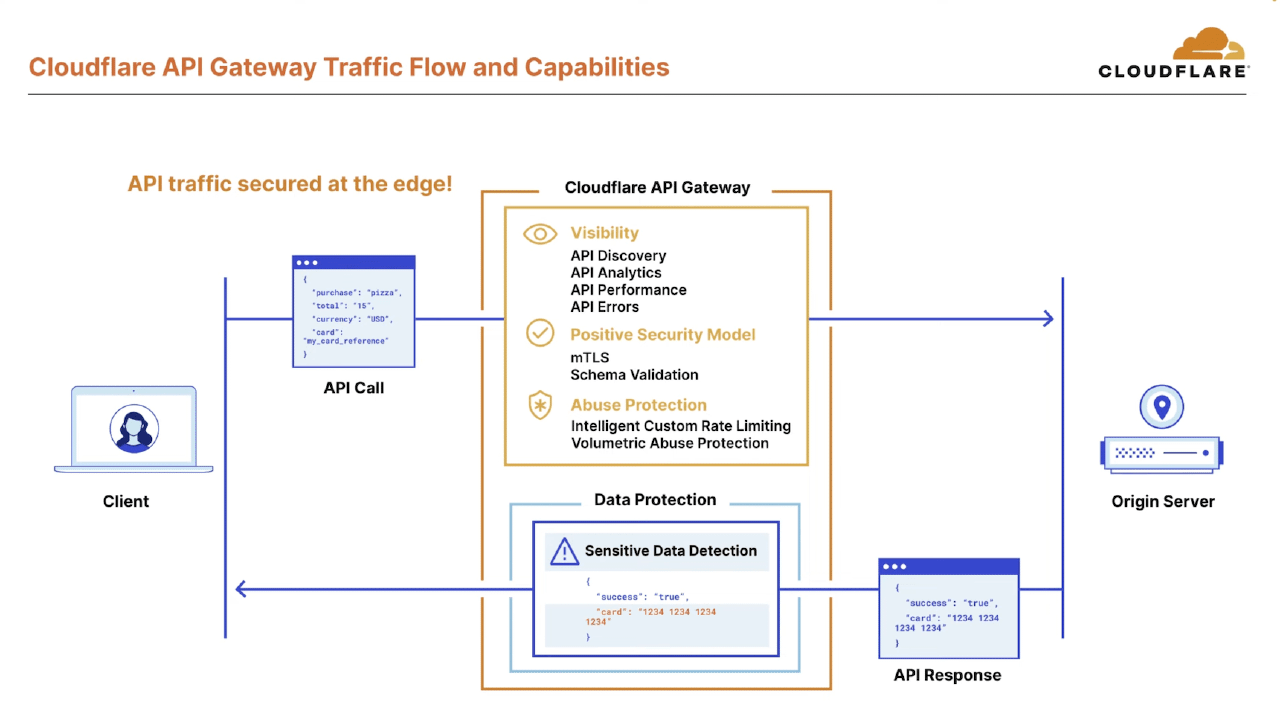 Cloudflare API Gateway Traffic Flow and Capabilities
CLOUDFLARE
API traffic secured at the edge!
Cloudflare API Gateway
{
"purchase": "pizza",
"total": "15",
"currency": "USD",
"card":
"my_card_reference"
}
API Call
Visibility
API Discovery
API Analytics
API Performance
API Errors
Positive Security Model
mTLS
Schema Validation
Abuse Protection
Intelligent Custom Rate Limiting
Volumetric Abuse Protection
Client
Origin Server
Data Protection
Sensitive Data Detection
{
"success": "true",
"card": "1234 1234 1234
1234"
}
{
"success": "true",
"card": "1234 1234
1234 1234"
}
API Response